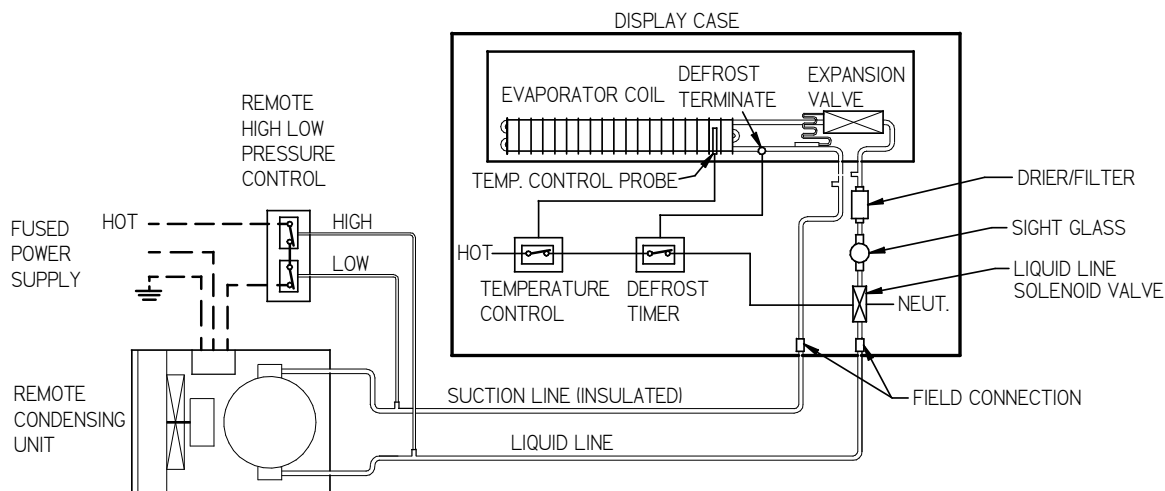 DISPLAY CASE
REMOTE
HIGH LOW
PRESSURE
CONTROL
EVAPORATOR COIL
DEFROST
TERMINATE
EXPANSION
VALVE
TEMP. CONTROL PROBE
DRIER/FILTER
SIGHT GLASS
LIQUID LINE
SOLENOID VALVE
NEUT.
FUSED
POWER
SUPPLY
HOT
HIGH
LOW
HOT
TEMPERATURE
CONTROL
DEFROST
TIMER
REMOTE
CONDENSING
UNIT
SUCTION LINE (INSULATED)
LIQUID LINE
FIELD CONNECTION